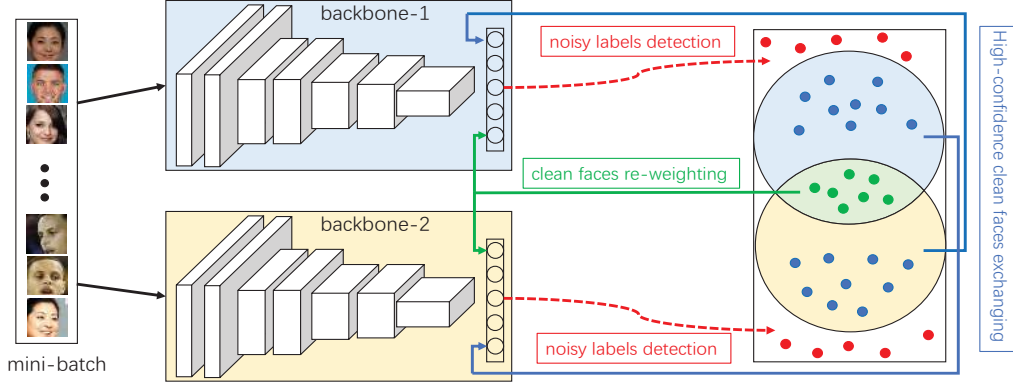 backbone-1
noisy labels detection
High-confidence clean faces exchanging
clean faces re-weighting
backbone-2
noisy labels detection
mini-batch